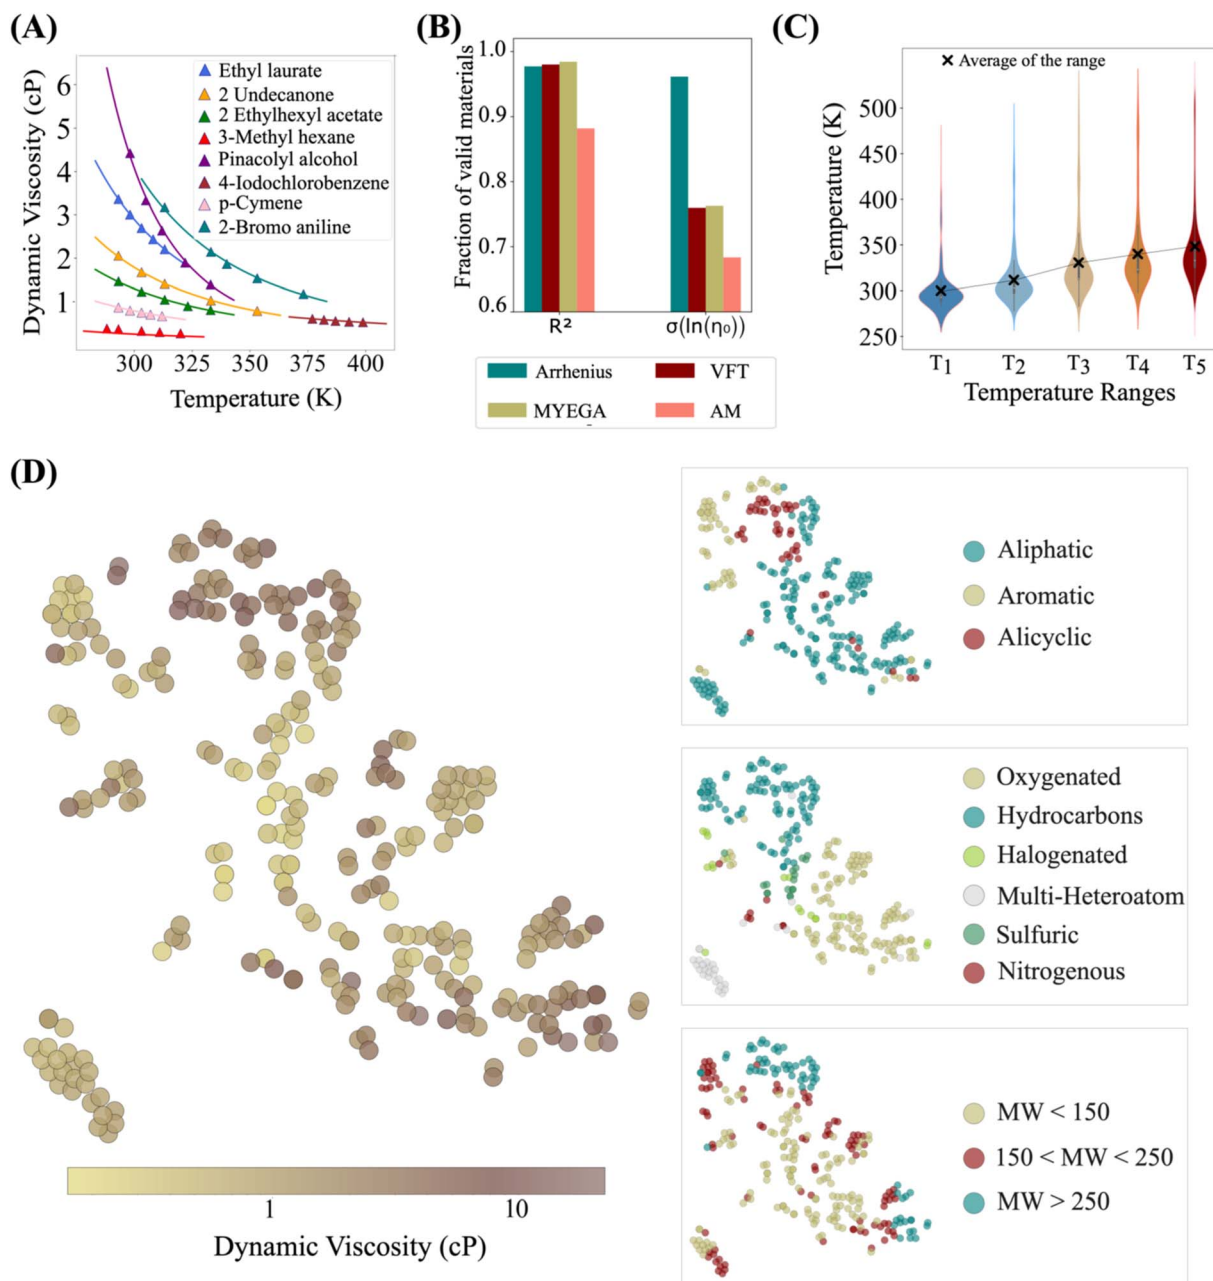 (A)
Dynamic Viscosity (cP)
6
5
4
3
2
1
300
325
350
375
400
Temperature (K)
Ethyl laurate
2 Undecanone
2 Ethylhexyl acetate
3-Methyl hexane
Pinacolyl alcohol
4-Iodochlorobenzene
p-Cymene
2-Bromo aniline
(B)
Fraction of valid materials
1.0
0.9
0.8
0.7
0.6
R²
σ(ln(η₀))
Arrhenius
VFT
MYEGA
AM
(C)
Average of the range
Temperature (K)
500
400
350
300
250
T1
T2
T3
T4
T5
Temperature Ranges
(D)
1
10
Dynamic Viscosity (cP)
Aliphatic
Aromatic
Alicyclic
Oxygenated
Hydrocarbons
Halogenated
Multi-Heteroatom
Sulfuric
Nitrogenous
MW < 150
150 < MW < 250
MW > 250